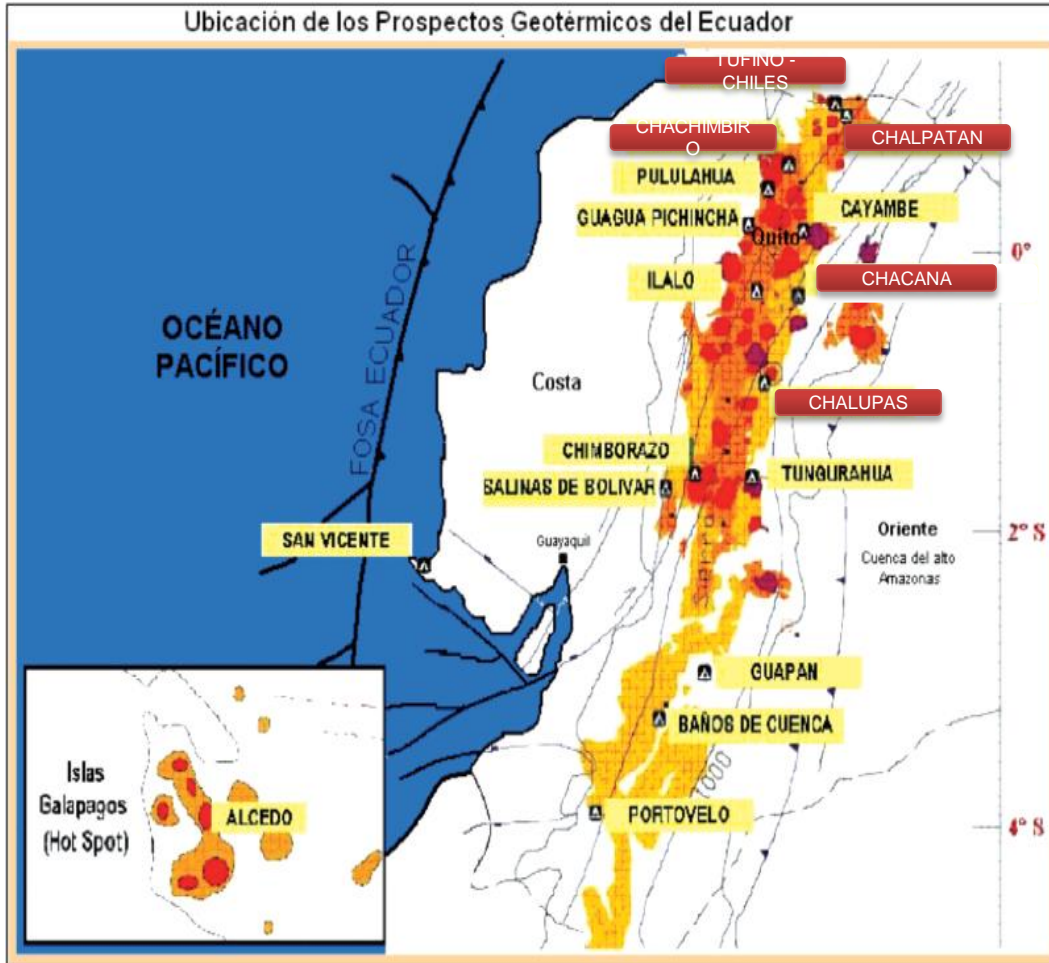 Ubicación de los Prospectos Geotérmicos del Ecuador
TUFIÑO -
CHILES
CHACHIMBIR
O
CHALPATAN
PULULAHUA
CAYAMBE
GUAGUA PICHINCHA
Quito
0°
ILALO
CHACANA
OCÉANO
PACÍFICO
FOSA ECUADOR
Costa
CHALUPAS
CHIMBORAZO
TUNGURAHUA
SALINAS DE BOLIVAR
Sierra
Oriente
Cuenca del alto
Amazonas
2° S
SAN VICENTE
Guayaquil
GUAPAN
BAÑOS DE CUENCA
1000
PORTOVELO
4° S
Islas
Galapagos
(Hot Spot)
ALCEDO